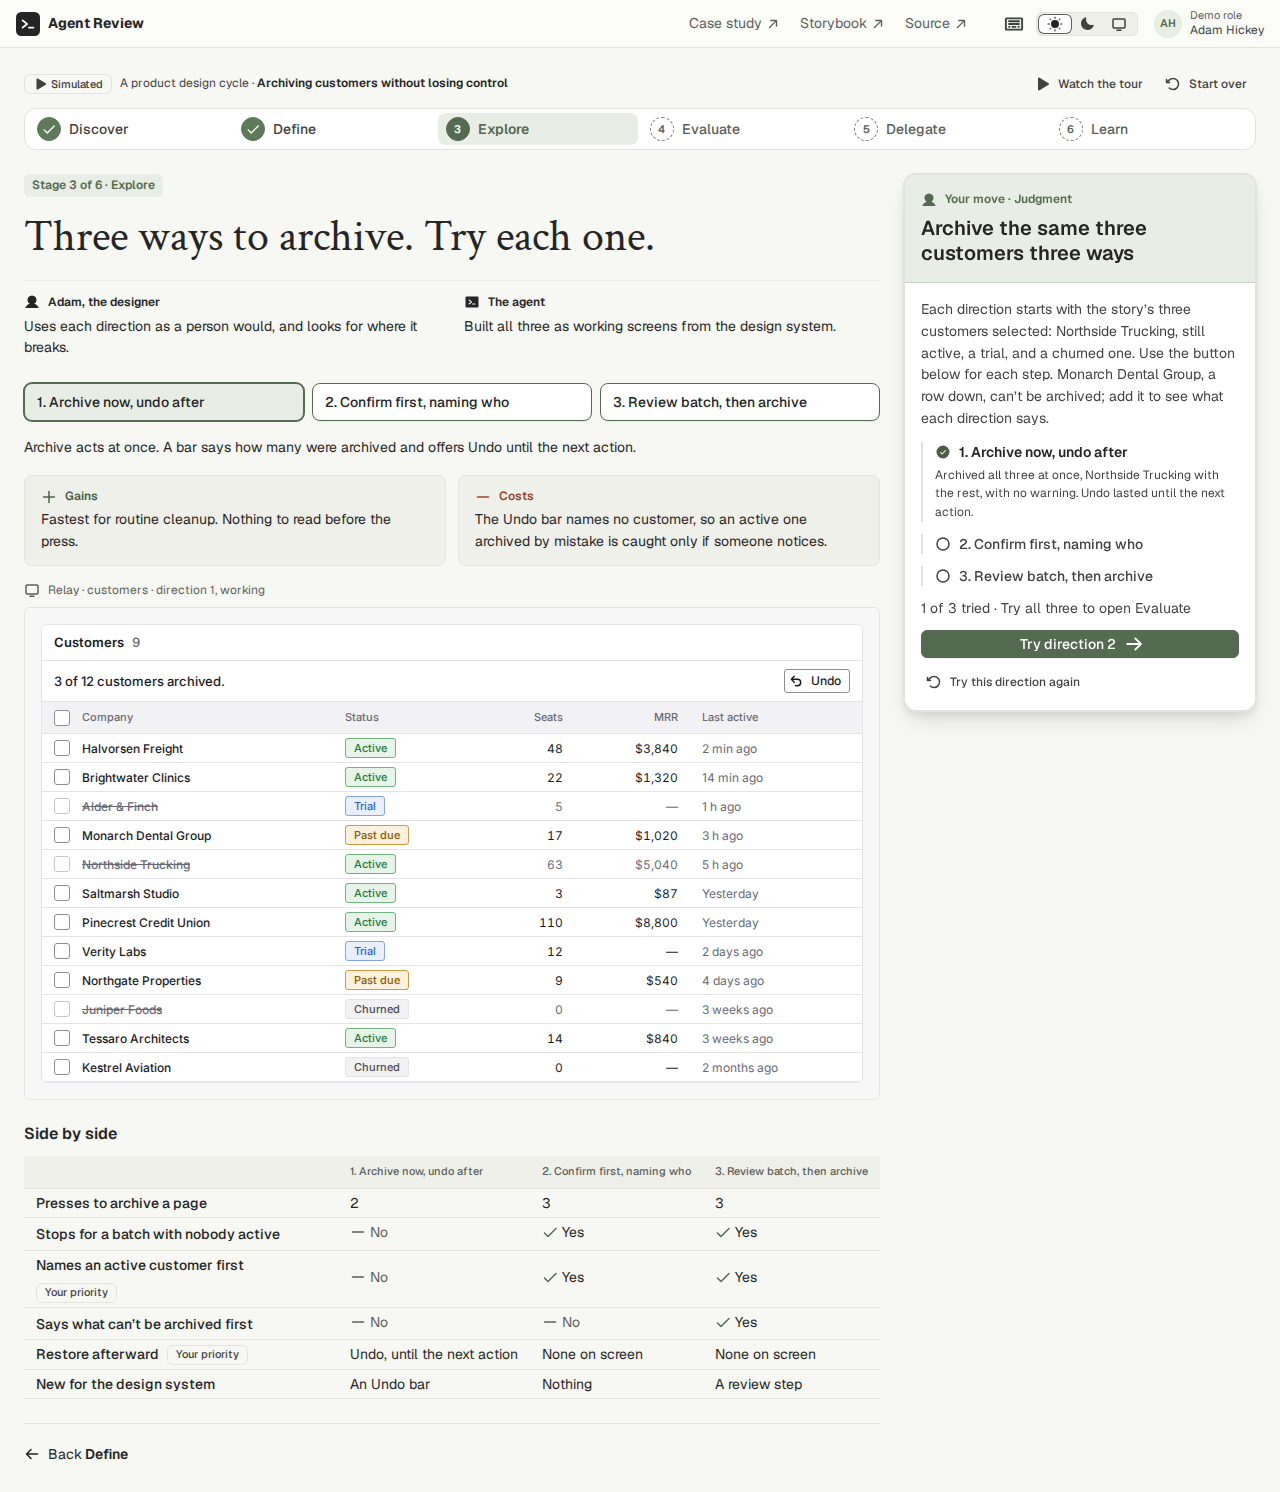 Agent Review
Case study
Storybook
Source
AH
Demo role
Adam Hickey
Simulated
A product design cycle · Archiving customers without losing control
Watch the tour
Start over
Discover
Define
3 Explore
4 Evaluate
5 Delegate
6 Learn
Stage 3 of 6 · Explore
Three ways to archive. Try each one.
Adam, the designer
Uses each direction as a person would, and looks for where it
breaks.
The agent
Built all three as working screens from the design system.
1. Archive now, undo after
2. Confirm first, naming who
3. Review batch, then archive
Archive acts at once. A bar says how many were archived and offers Undo until the next action.
Gains
Fastest for routine cleanup. Nothing to read before the
press.
Costs
The Undo bar names no customer, so an active one
archived by mistake is caught only if someone notices.
Relay · customers · direction 1, working
Customers 9
3 of 12 customers archived.
Undo
Company Status Seats MRR Last active
Halvorsen Freight Active 48 $3,840 2 min ago
Brightwater Clinics Active 22 $1,320 14 min ago
Alder & Finch Trial 5 — 1 h ago
Monarch Dental Group Past due 17 $1,020 3 h ago
Northside Trucking Active 63 $5,040 5 h ago
Saltmarsh Studio Active 3 $87 Yesterday
Pinecrest Credit Union Active 110 $8,800 Yesterday
Verity Labs Trial 12 — 2 days ago
Northgate Properties Past due 9 $540 4 days ago
Juniper Foods Churned 0 — 3 weeks ago
Tessaro Architects Active 14 $840 3 weeks ago
Kestrel Aviation Churned 0 — 2 months ago
Side by side
1. Archive now, undo after 2. Confirm first, naming who 3. Review batch, then archive
Presses to archive a page 2 3 3
Stops for a batch with nobody active No Yes Yes
Names an active customer first No Yes Yes
Your priority
Says what can’t be archived first No No Yes
Restore afterward Your priority Undo, until the next action None on screen None on screen
New for the design system An Undo bar Nothing A review step
Back Define
Your move · Judgment
Archive the same three
customers three ways
Each direction starts with the story’s three
customers selected: Northside Trucking, still
active, a trial, and a churned one. Use the button
below for each step. Monarch Dental Group, a
row down, can’t be archived; add it to see what
each direction says.
1. Archive now, undo after
Archived all three at once, Northside Trucking with
the rest, with no warning. Undo lasted until the next
action.
2. Confirm first, naming who
3. Review batch, then archive
1 of 3 tried · Try all three to open Evaluate
Try direction 2
Try this direction again